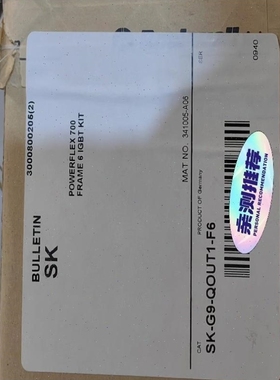 3000800206(2)
BULLETIN
SK
POWERFLEX 700
FRAME 6 IGBT KIT
MAT NO. 341005-A06
PRODUCT OF Germany
CAT
SK-G9-QOUT1-F6
0940
亲测推荐
PERSONAL RECOMMENDATION